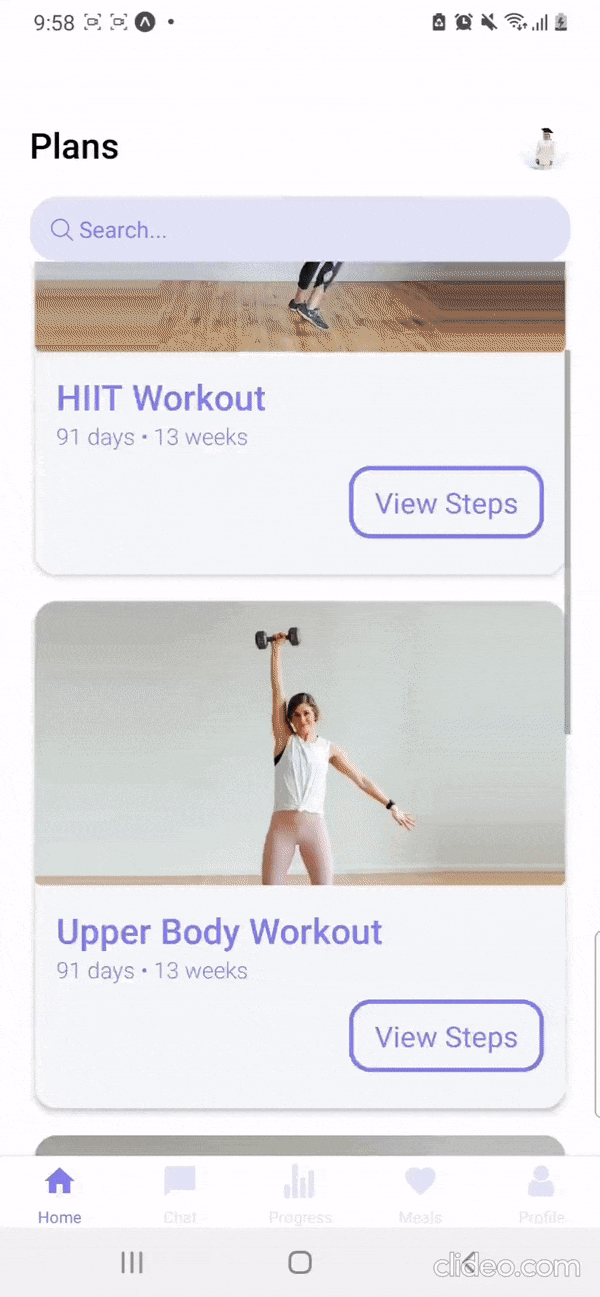 9:58
Plans
Search...
HIIT Workout
91 days • 13 weeks
View Steps
Upper Body Workout
91 days • 13 weeks
View Steps
Home
Chat
Progress
Meals
Profile
clideo.com